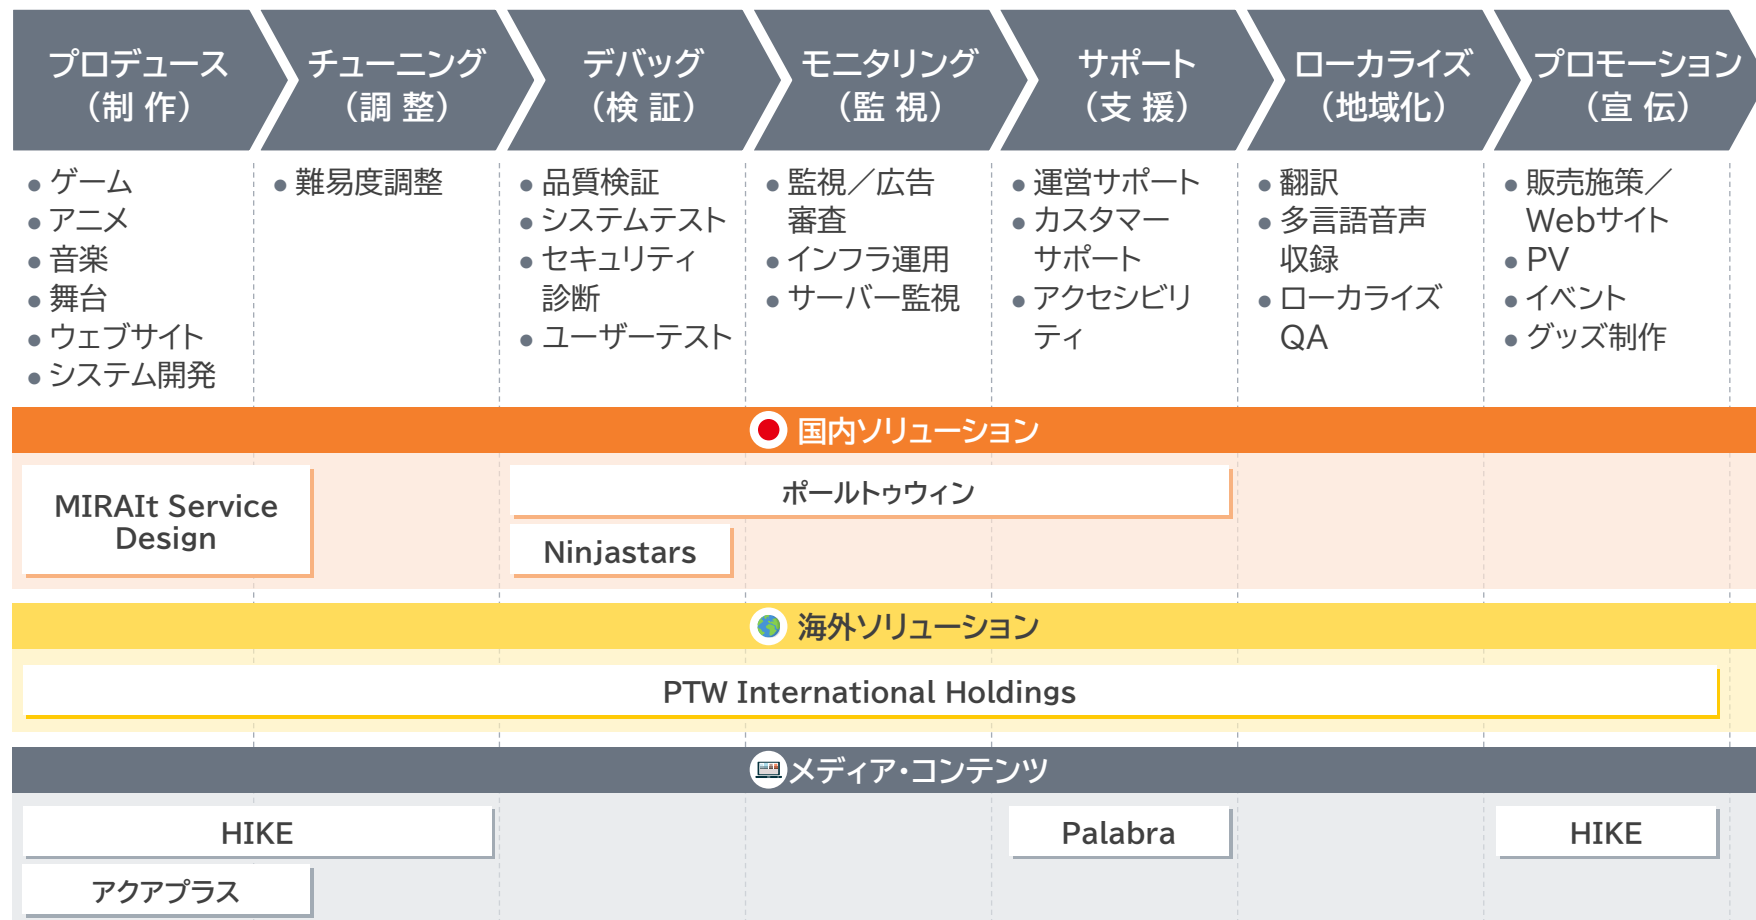 プロデュース
（制 作）
チューニング
（調 整）
デバッグ
（検 証）
モニタリング
（監 視）
サポート
（支 援）
ローカライズ
（地域化）
プロモーション
（宣 伝）
● ゲーム
● アニメ
● 音楽
● 舞台
● ウェブサイト
● システム開発
● 難易度調整
● 品質検証
● システムテスト
● セキュリティ
診断
● ユーザーテスト
● 監視／広告
審査
● インフラ運用
● サーバー監視
● 運営サポート
● カスタマー
サポート
● アクセシビリ
ティ
● 翻訳
● 多言語音声
収録
● ローカライズ
QA
● 販売施策／
Webサイト
● PV
● イベント
● グッズ制作
国内ソリューション
MIRAIt Service
Design
ポールトゥウィン
Ninjastars
海外ソリューション
PTW International Holdings
メディア・コンテンツ
HIKE
Palabra
HIKE
アクアプラス